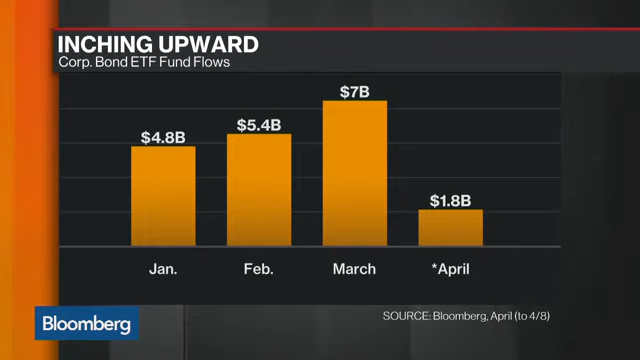 INCHING UPWARD
Corp. Bond ETF Fund Flows
$4.8B
$5.4B
$7B
$1.8B
Jan.
Feb.
March
*April
SOURCE: Bloomberg, April (to 4/8)
Bloomberg